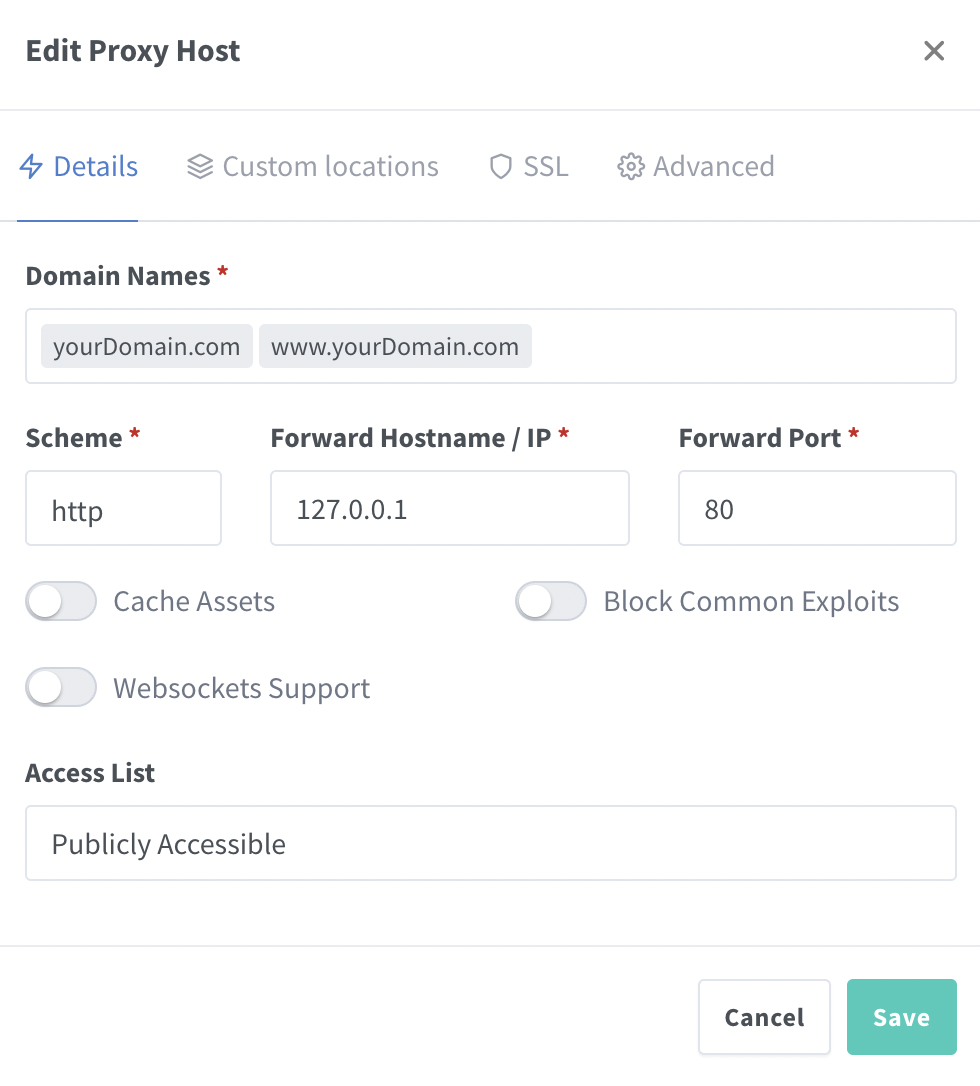 Edit Proxy Host
Details Custom locations SSL Advanced
Domain Names *
yourDomain.com www.yourDomain.com
Scheme * Forward Hostname / IP * Forward Port *
http 127.0.0.1 80
Cache Assets Block Common Exploits
Websockets Support
Access List
Publicly Accessible
Cancel Save